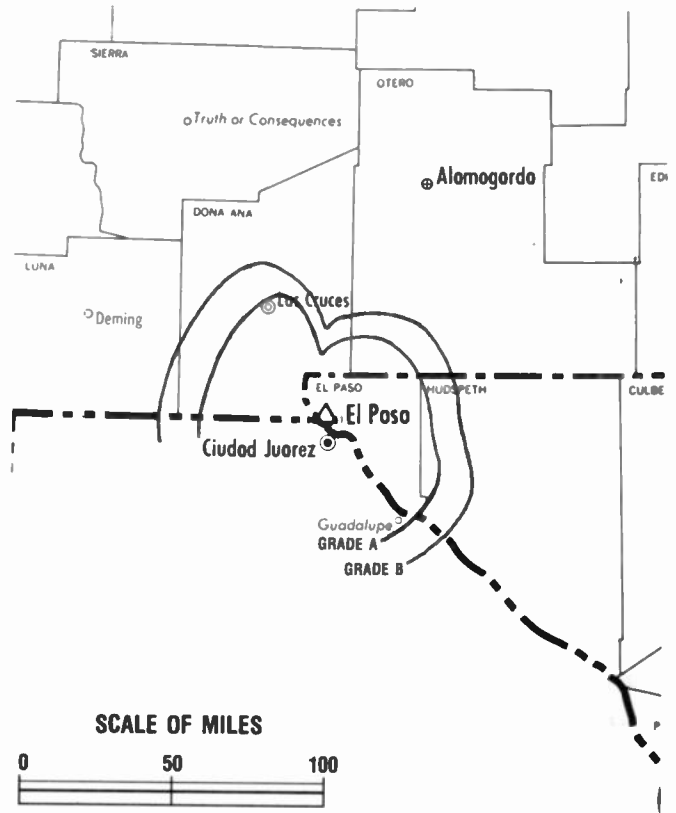 SIERRA
OTERO
Truth or Consequences
Alamogordo
EDI
DONA ANA
LUNA
Las Cruces
Deming
EL PASO
HUDSPETH
CULBE
El Paso
Ciudad Juarez
Guadalupe
GRADE A
GRADE B
SCALE OF MILES
P
0 50 100